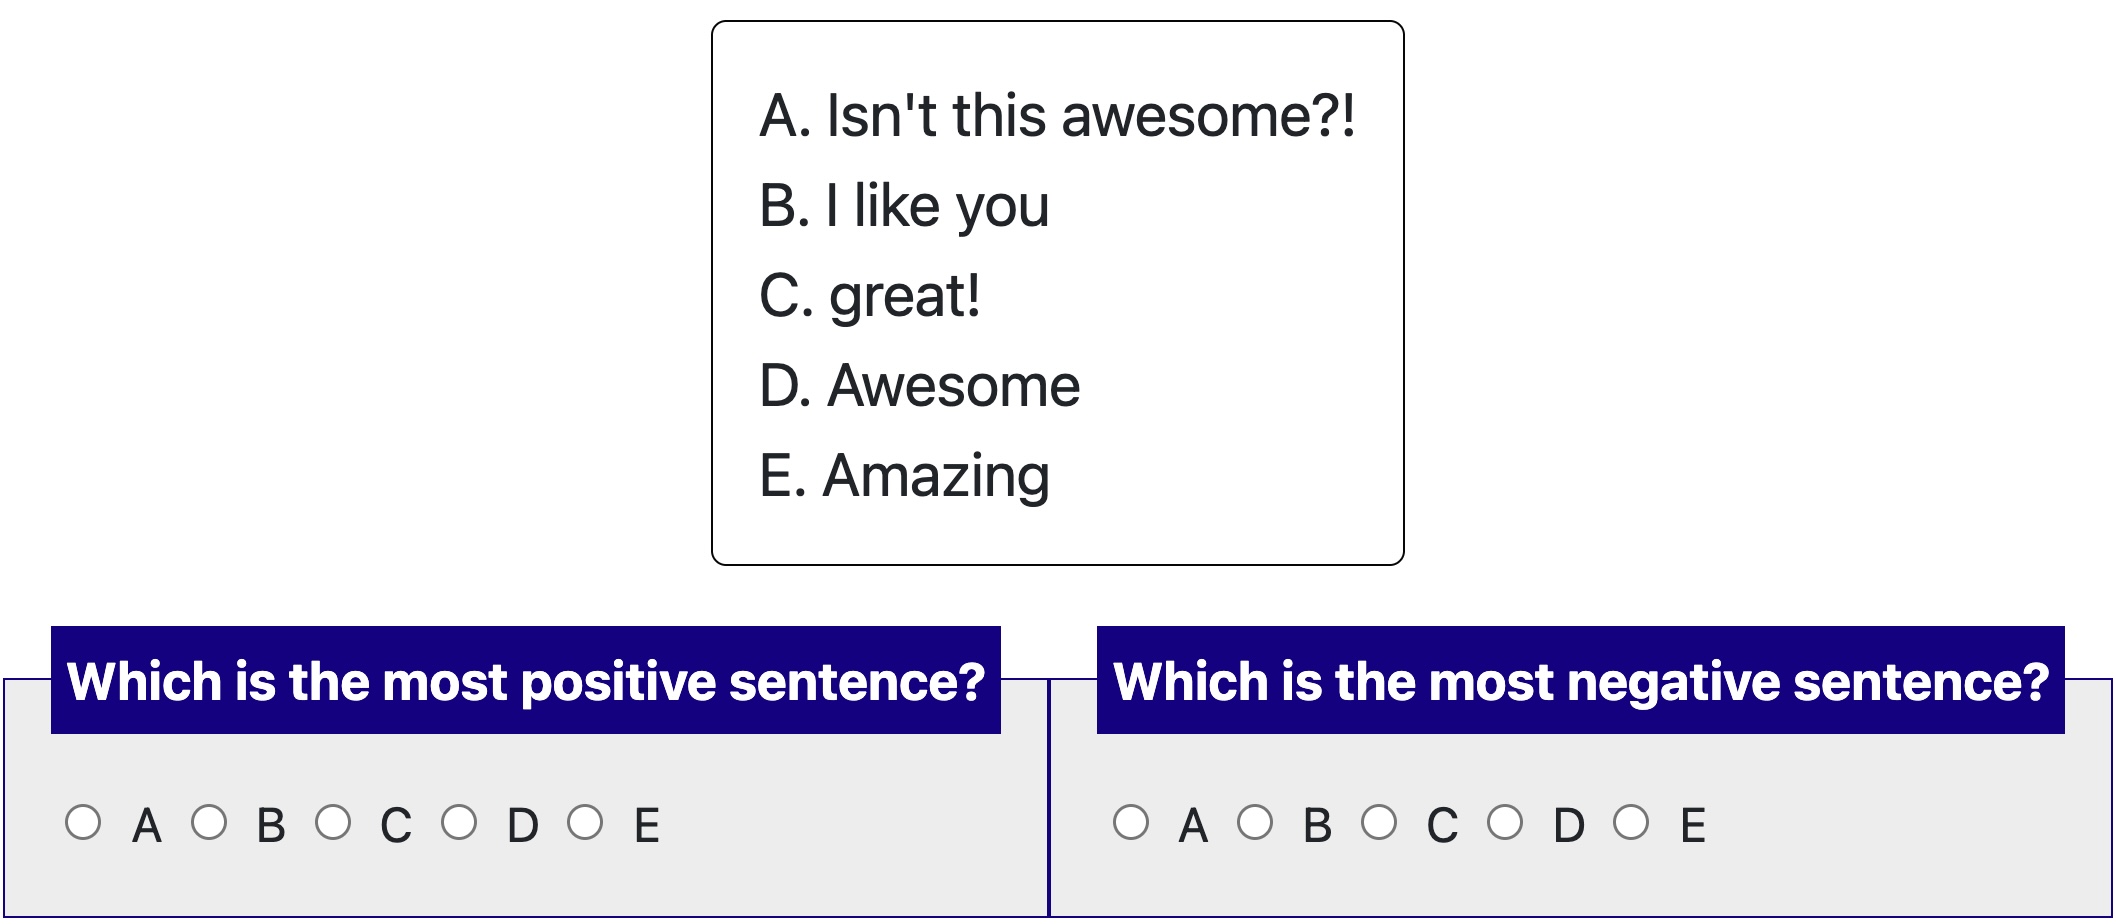 A. Isn't this awesome?!
B. I like you
C. great!
D. Awesome
E. Amazing
Which is the most positive sentence?
A B C D E
Which is the most negative sentence?
A B C D E